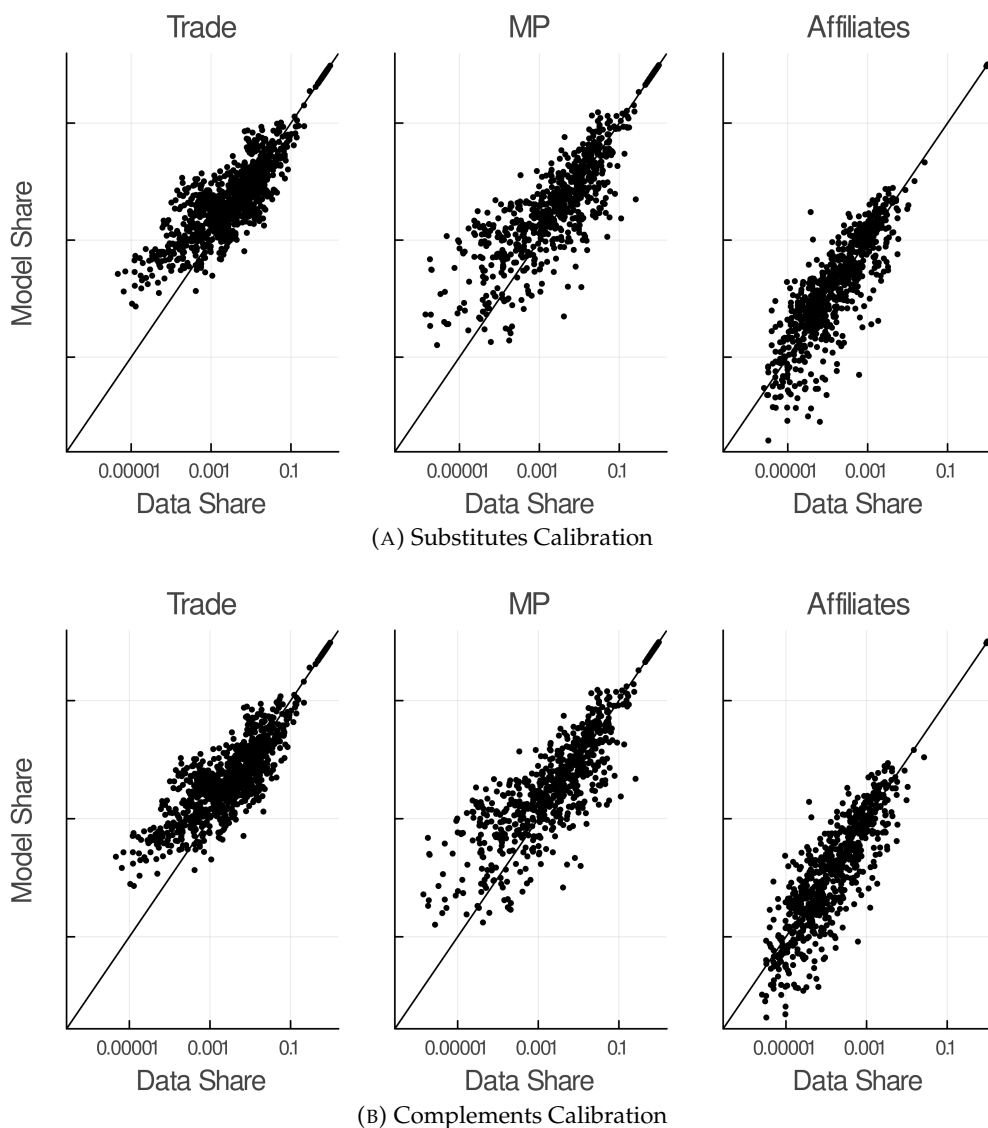 Trade MP Affiliates
Model Share
0.00001 0.001 0.1 0.00001 0.001 0.1 0.00001 0.001 0.1
Data Share Data Share Data Share
(A) Substitutes Calibration
Trade MP Affiliates
Model Share
0.00001 0.001 0.1 0.00001 0.001 0.1 0.00001 0.001 0.1
Data Share Data Share Data Share
(B) Complements Calibration